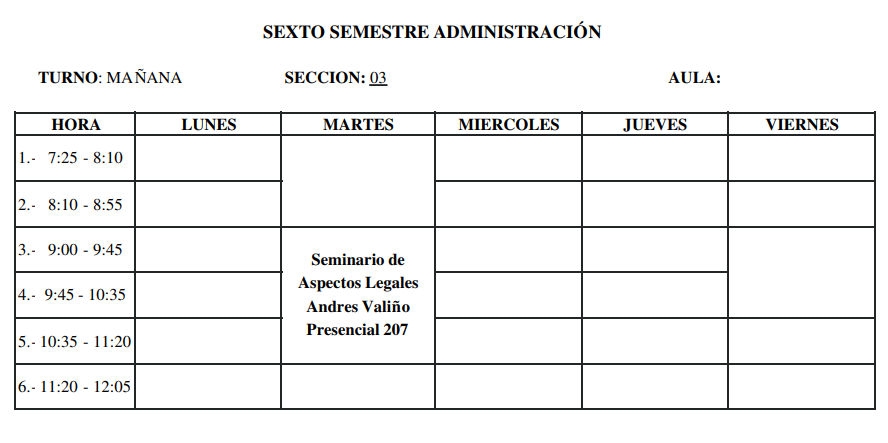 SEXTO SEMESTRE ADMINISTRACIÓN
TURNO: MAÑANA SECCION: 03 AULA:
HORA LUNES MARTES MIERCOLES JUEVES VIERNES
1.- 7:25 - 8:10
2.- 8:10 - 8:55
3.- 9:00 - 9:45
4.- 9:45 - 10:35
5.- 10:35 - 11:20
6.- 11:20 - 12:05
Seminario de
Aspectos Legales
Andres Valiño
Presencial 207